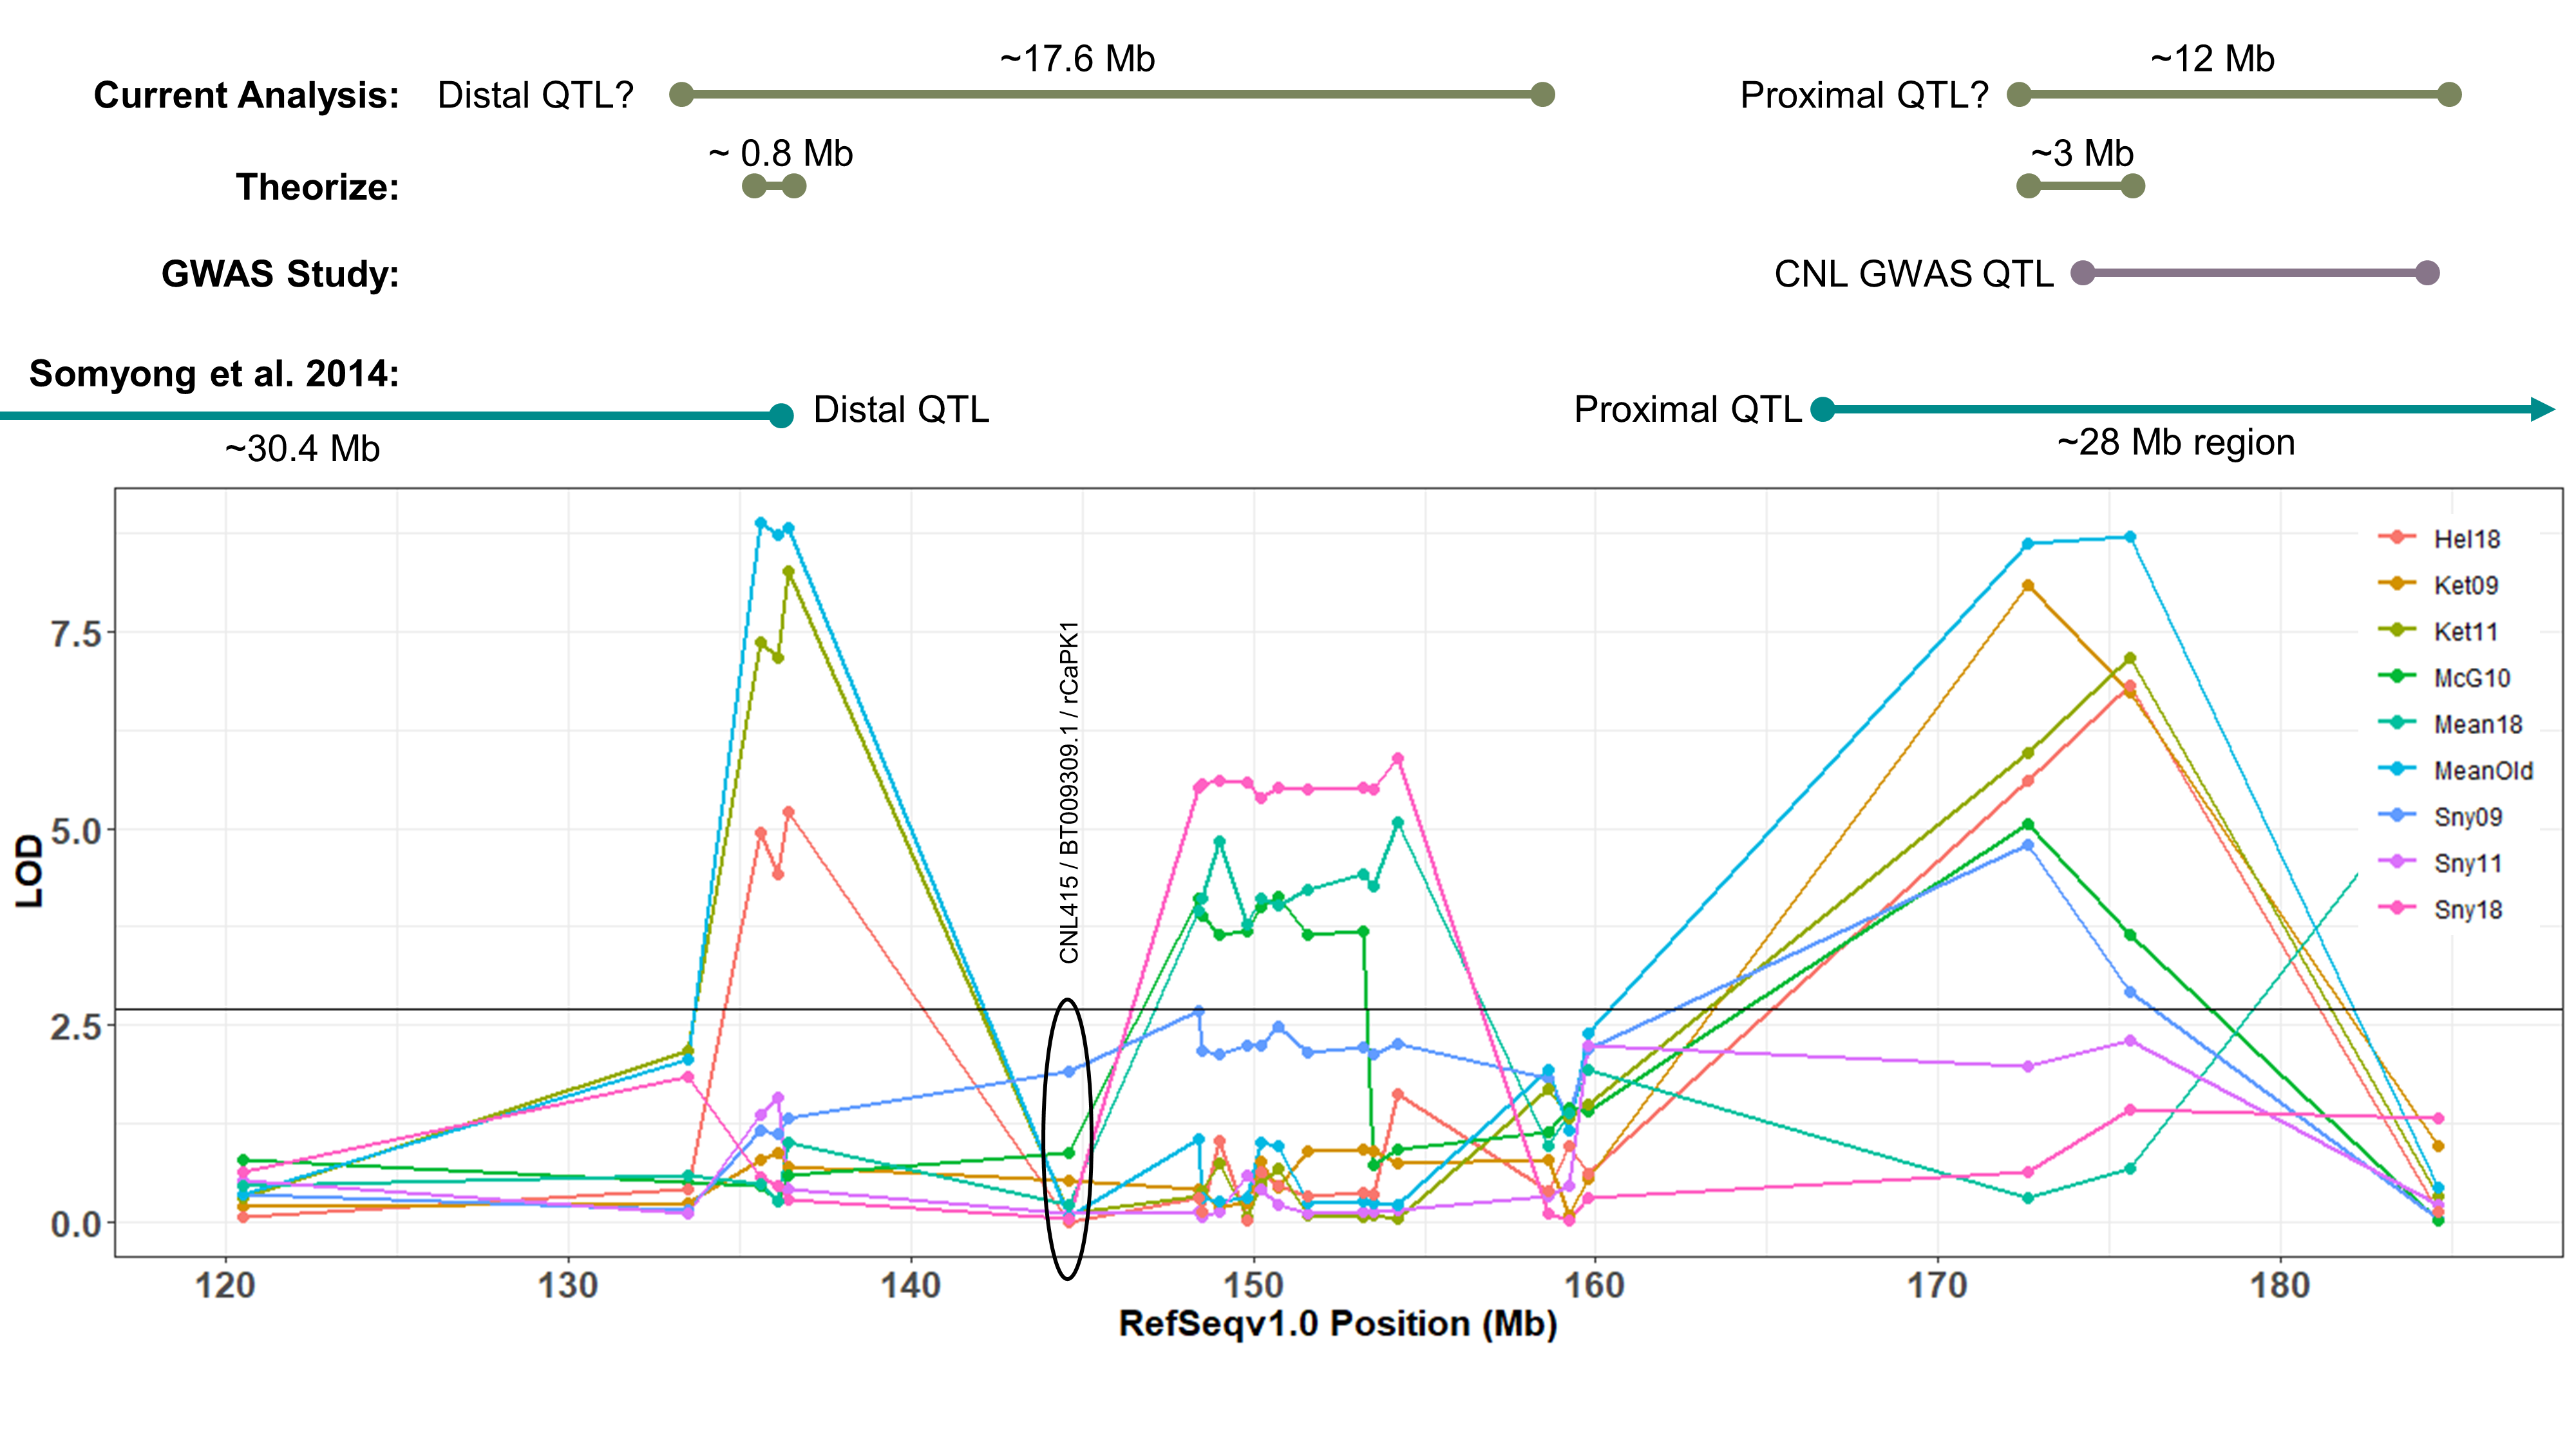 ~17.6 Mb
~12 Mb
Current Analysis: Distal QTL? Proximal QTL?
~ 0.8 Mb
~3 Mb
Theorize:
GWAS Study: CNL GWAS QTL
Somyong et al. 2014:
Distal QTL Proximal QTL
~30.4 Mb
~28 Mb region
Hel18
Ket09
Ket11
McG10
Mean18
MeanOld
Sny09
Sny11
Sny18
CNL415 / BT009309.1 / rCaPK1
LOD
7.5
5.0
2.5
0.0
120 130 140 150 160 170 180
RefSeqv1.0 Position (Mb)